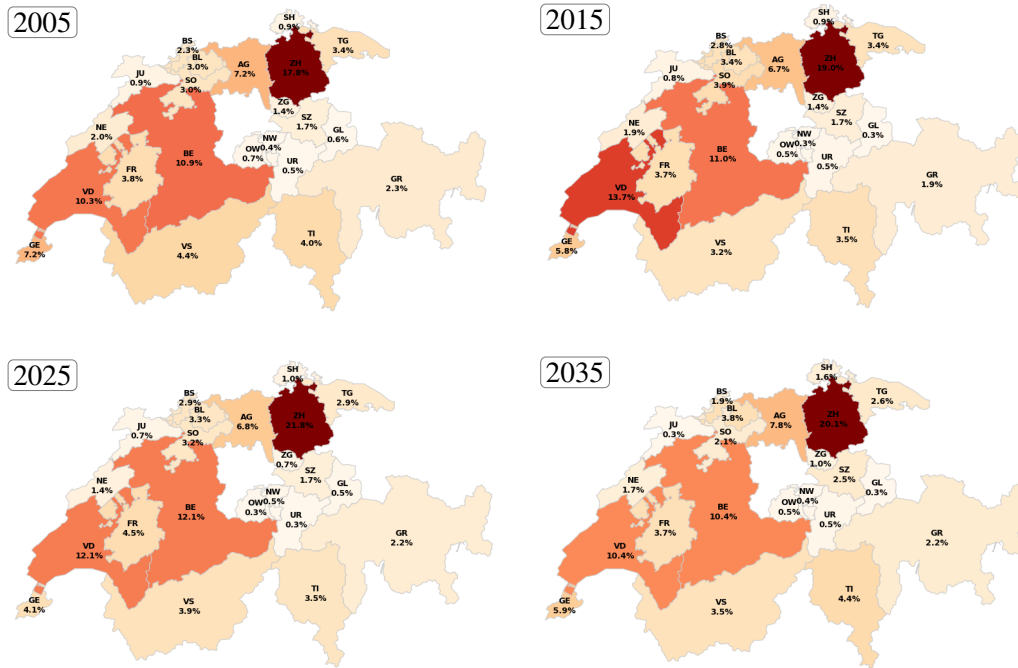 2005
SH
0.9%
BS
2.3%
BL
3.0%
AG
7.2%
ZH
17.8%
TG
3.4%
JU
0.9%
SO
3.0%
ZG
1.4%
SZ
1.7%
GL
0.6%
NE
2.0%
BE
10.9%
NW
0.4%
OW
0.7%
UR
0.5%
FR
3.8%
GR
2.3%
VD
10.3%
TI
4.0%
GE
7.2%
VS
4.4%
2015
SH
0.9%
BS
2.8%
BL
3.4%
AG
6.7%
ZH
19.0%
TG
3.4%
JU
0.8%
SO
3.9%
ZG
1.4%
SZ
1.7%
GL
0.3%
NE
1.9%
BE
11.0%
NW
0.3%
OW
0.5%
UR
0.5%
FR
3.7%
GR
1.9%
VD
13.7%
TI
3.5%
GE
5.8%
VS
3.2%
2025
SH
1.0%
BS
2.9%
BL
3.3%
AG
6.8%
ZH
21.8%
TG
2.9%
JU
0.7%
SO
3.2%
ZG
0.7%
SZ
1.7%
GL
0.5%
NE
1.4%
BE
12.1%
NW
0.5%
OW
0.3%
UR
0.3%
FR
4.5%
GR
2.2%
VD
12.1%
TI
3.5%
GE
4.1%
VS
3.9%
2035
SH
1.6%
BS
1.9%
BL
3.8%
AG
7.8%
ZH
20.1%
TG
2.6%
JU
0.3%
SO
2.1%
ZG
1.0%
SZ
2.5%
GL
0.3%
NE
1.7%
BE
10.4%
NW
0.4%
OW
0.5%
UR
0.5%
FR
3.7%
GR
2.2%
VD
10.4%
TI
4.4%
GE
5.9%
VS
3.5%